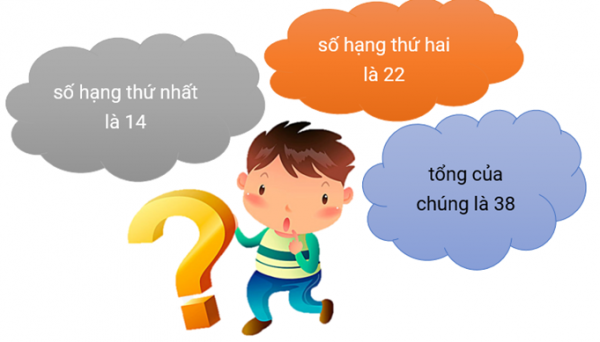 số hạng thứ nhất
là 14
số hạng thứ hai
là 22
tổng của
chúng là 38